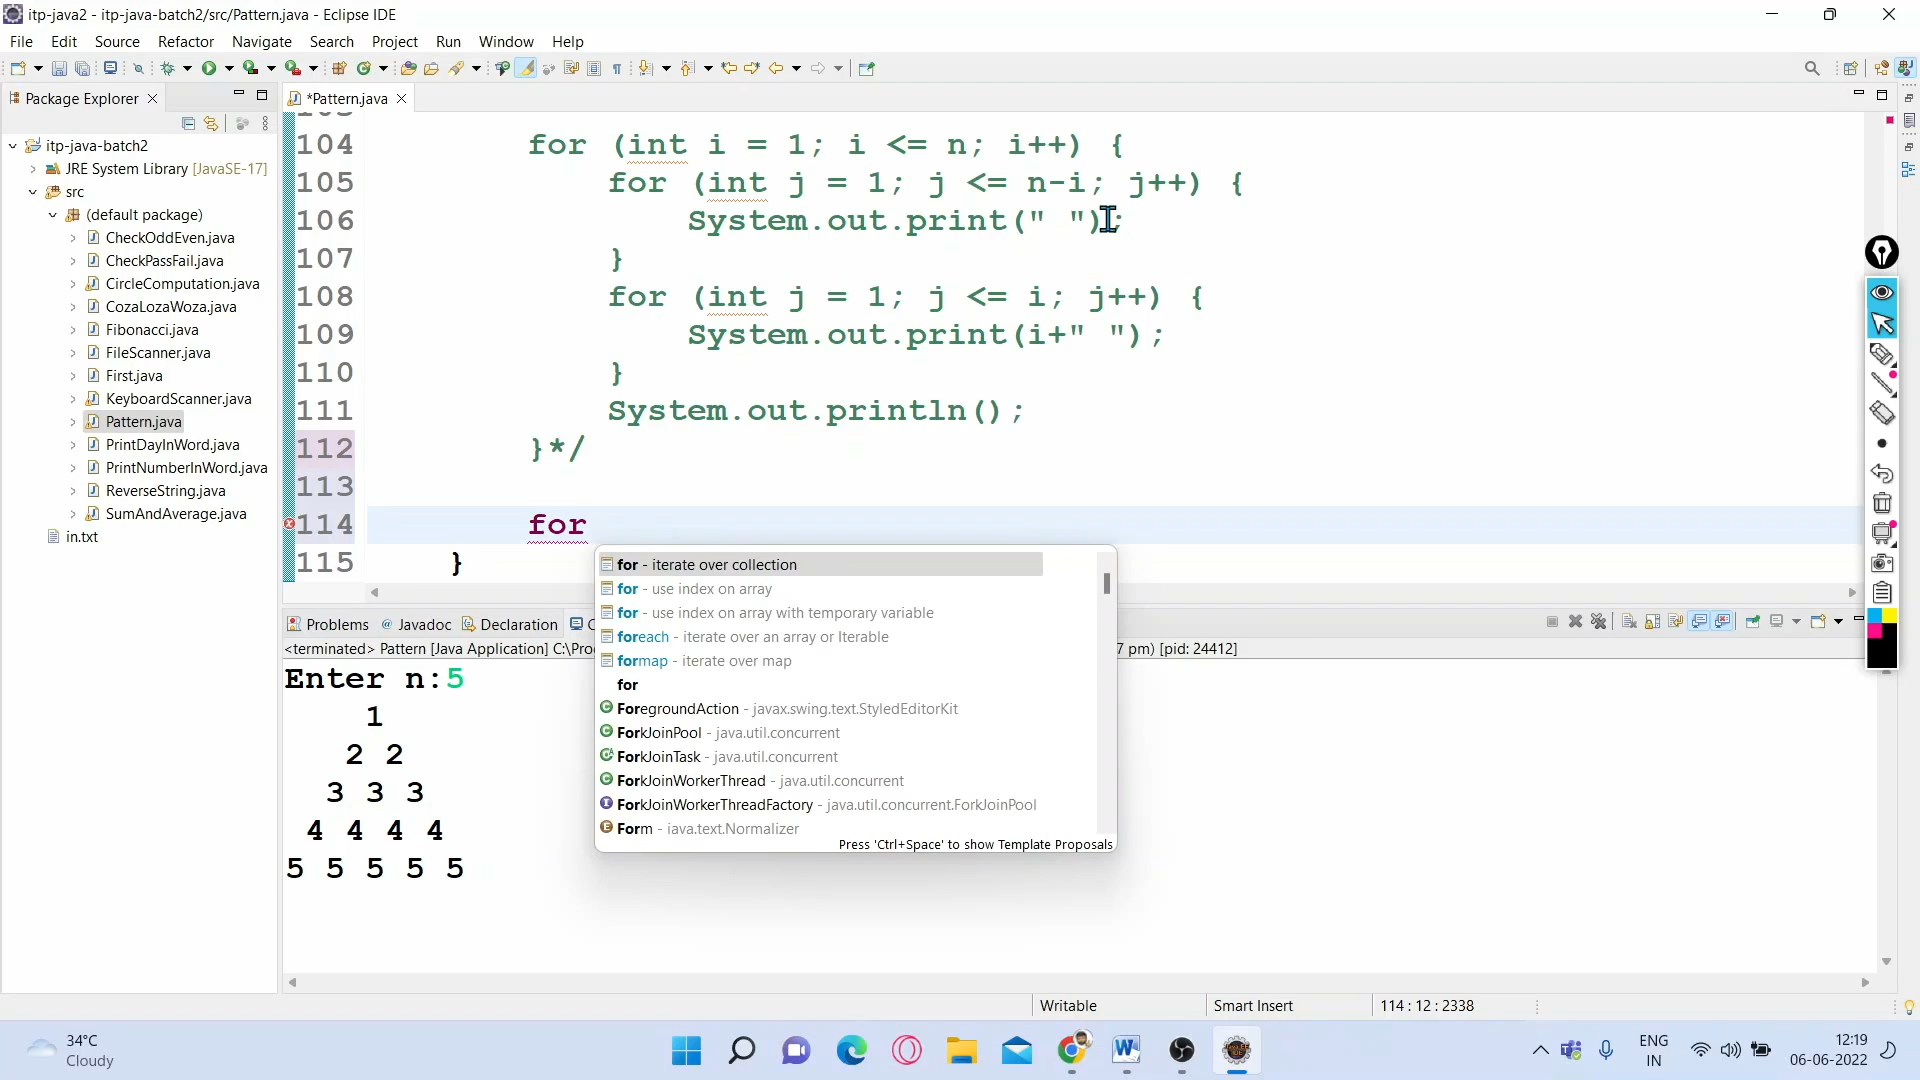 itp-java2 - itp-java-batch2/src/Pattern.java - Eclipse IDE
File Edit Source Refactor Navigate Search Project Run Window Help
Package Explorer
*Pattern.java
itp-java-batch2
JRE System Library [JavaSE-17]
src
(default package)
CheckOddEven.java
CheckPassFail.java
CircleComputation.java
CozaLozaWoza.java
Fibonacci.java
FileScanner.java
First.java
KeyboardScanner.java
Pattern.java
PrintDayInWord.java
PrintNumberInWord.java
ReverseString.java
SumAndAverage.java
in.txt
104 for (int i = 1; i <= n; i++) {
105 for (int j = 1; j <= n-i; j++) {
106 System.out.print(" ");
107 }
108 for (int j = 1; j <= i; j++) {
109 System.out.print(i+" ");
110 }
111 System.out.println();
112 }*/
113
114 for
115 }
for - iterate over collection
for - use index on array
for - use index on array with temporary variable
foreach - iterate over an array or Iterable
formap - iterate over map
for
ForegroundAction - javax.swing.text.StyledEditorKit
ForkJoinPool - java.util.concurrent
ForkJoinTask - java.util.concurrent
ForkJoinWorkerThread - java.util.concurrent
ForkJoinWorkerThreadFactory - java.util.concurrent.ForkJoinPool
Form - java.text.Normalizer
Press 'Ctrl+Space' to show Template Proposals
Problems @ Javadoc Declaration C
<terminated> Pattern [Java Application] C:\Pro 7 pm) [pid: 24412]
Enter n:5
1
2 2
3 3 3
4 4 4 4
5 5 5 5 5
Writable Smart Insert 114 : 12 : 2338
34°C
Cloudy
ENG
IN
12:19
06-06-2022